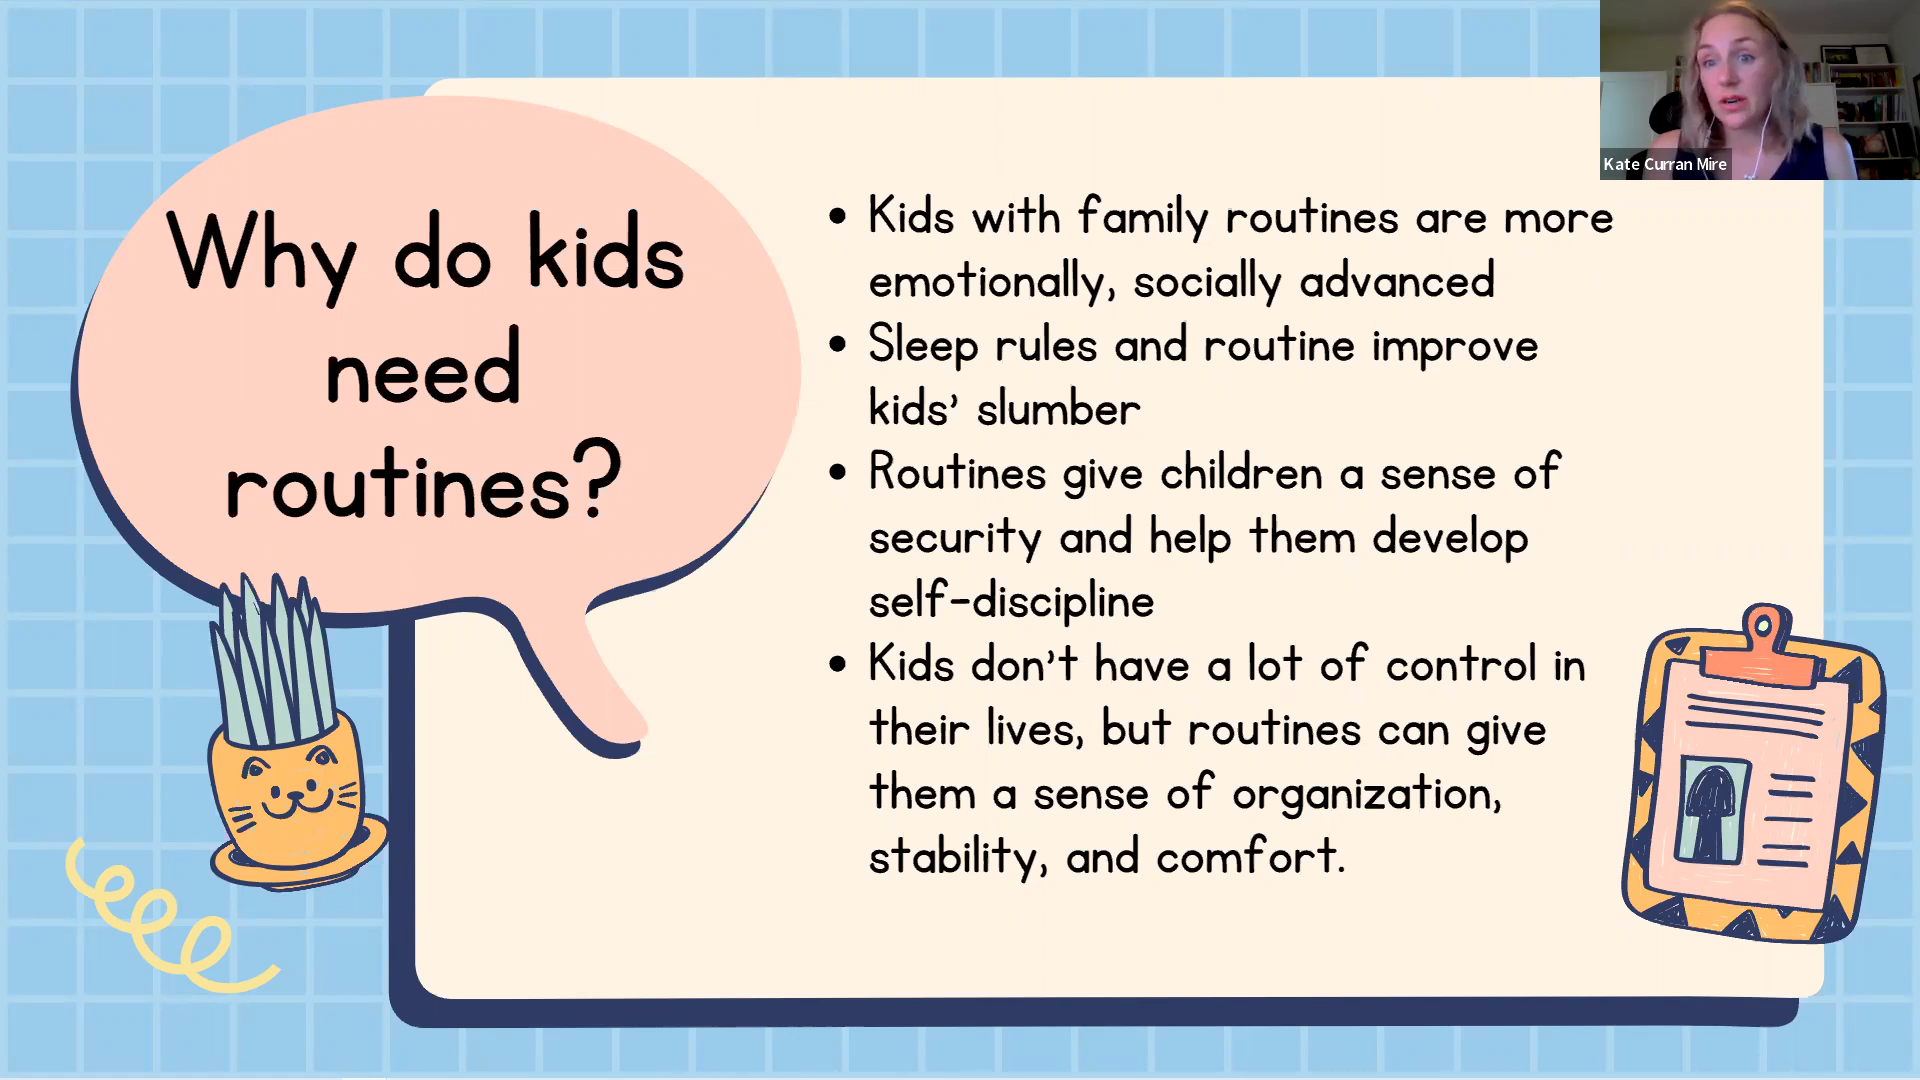 Why do kids
need
routines?
• Kids with family routines are more
emotionally, socially advanced
• Sleep rules and routine improve
kids’ slumber
• Routines give children a sense of
security and help them develop
self-discipline
• Kids don’t have a lot of control in
their lives, but routines can give
them a sense of organization,
stability, and comfort.
Kate Curran Mire